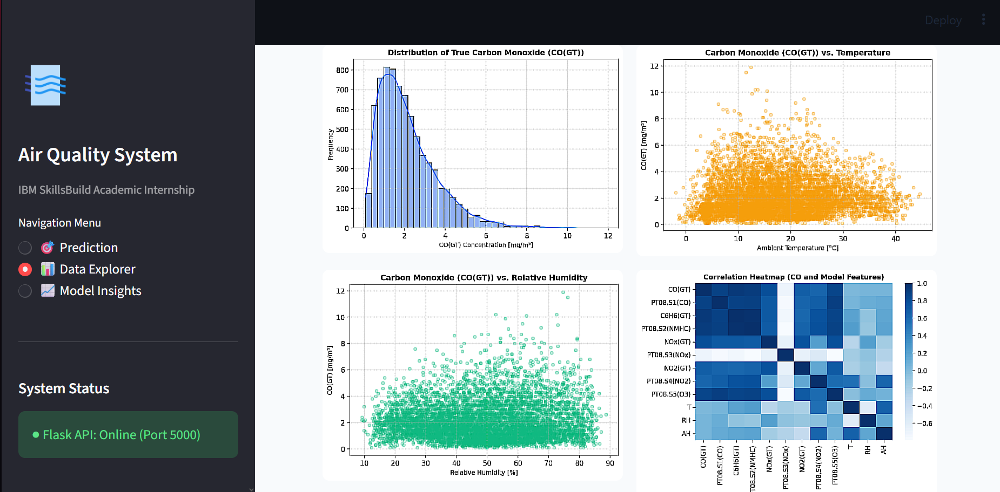 Deploy
Air Quality System
IBM SkillsBuild Academic Internship
Navigation Menu
Prediction
Data Explorer
Model Insights
System Status
Flask API: Online (Port 5000)
Distribution of True Carbon Monoxide (CO(GT))
Frequency
800
700
600
500
400
300
200
100
0
0 2 4 6 8 10 12
CO(GT) Concentration [mg/m³]
Carbon Monoxide (CO(GT)) vs. Temperature
CO(GT) [mg/m³]
12
10
8
6
4
2
0
0 10 20 30 40
Ambient Temperature [°C]
Carbon Monoxide (CO(GT)) vs. Relative Humidity
CO(GT) [mg/m³]
12
10
8
6
4
2
0
10 20 30 40 50 60 70 80 90
Relative Humidity [%]
Correlation Heatmap (CO and Model Features)
CO(GT)
PT08.S1(CO)
C6H6(GT)
PT08.S2(NMHC)
NOx(GT)
PT08.S3(NOx)
NO2(GT)
PT08.S4(NO2)
PT08.S5(O3)
T
RH
AH
CO(GT)
PT08.S1(CO)
C6H6(GT)
T08.S2(NMHC)
NOx(GT)
PT08.S3(NOx)
NO2(GT)
PT08.S4(NO2)
PT08.S5(O3)
T
RH
AH
1.0
0.8
0.6
0.4
0.2
0.0
−0.2
−0.4
−0.6